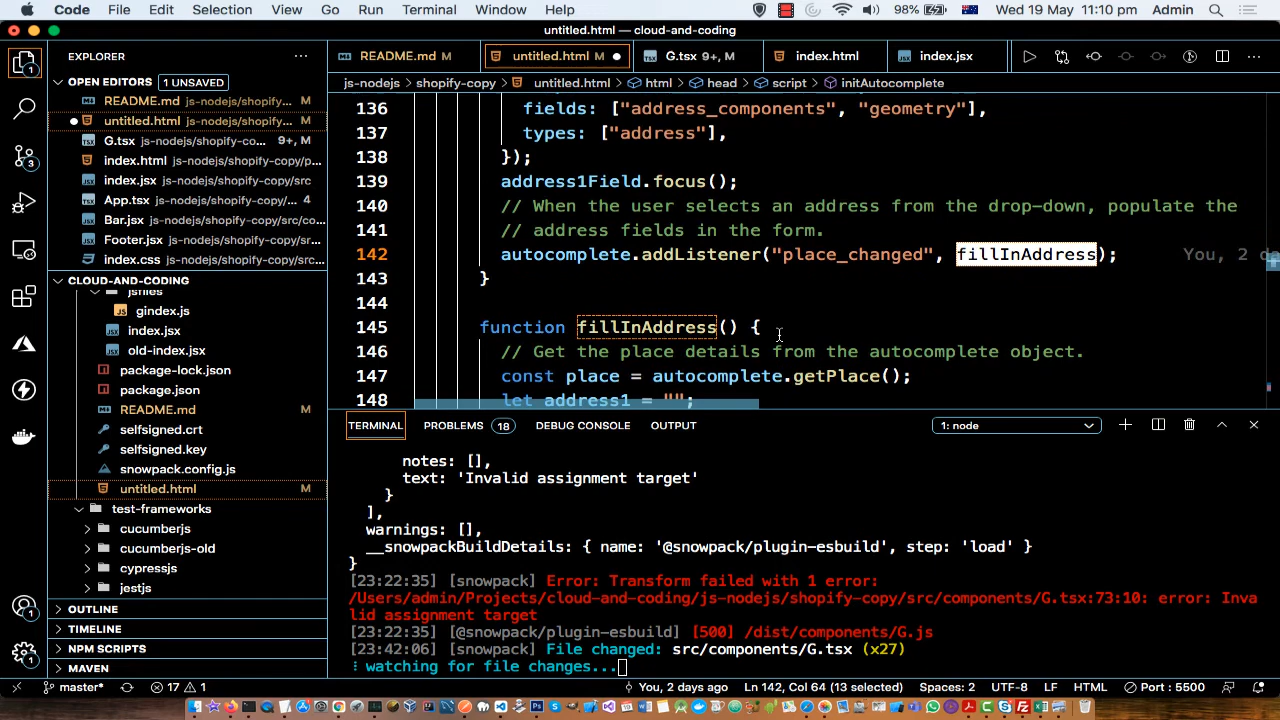 Code File Edit Selection View Go Run Terminal Window Help 98% Wed 19 May 11:10 pm Admin
untitled.html — cloud-and-coding
EXPLORER
README.md M untitled.html M G.tsx 9+, M index.html index.jsx
js-nodejs > shopify-copy > untitled.html > html > head > script > initAutocomplete
OPEN EDITORS 1 UNSAVED
README.md js-nodejs/shopify-... M
untitled.html js-nodejs/shopify-... M
G.tsx js-nodejs/shopify-co... 9+, M
index.html js-nodejs/shopify-copy/p...
index.jsx js-nodejs/shopify-copy/src
App.tsx js-nodejs/shopify-copy/... 4
Bar.jsx js-nodejs/shopify-copy/src/co...
Footer.jsx js-nodejs/shopify-copy/src...
index.css js-nodejs/shopify-copy/src...
CLOUD-AND-CODING
jsfiles
gindex.js
index.jsx
old-index.jsx
package-lock.json
package.json
README.md M
selfsigned.crt
selfsigned.key
snowpack.config.js
untitled.html M
test-frameworks
cucumberjs
cucumberjs-old
cypressjs
jestjs
OUTLINE
TIMELINE
NPM SCRIPTS
MAVEN
136 fields: ["address_components", "geometry"],
137 types: ["address"],
138 });
139 address1Field.focus();
140 // When the user selects an address from the drop-down, populate the
141 // address fields in the form.
142 autocomplete.addListener("place_changed", fillInAddress); You, 2 da
143 }
144
145 function fillInAddress() {
146 // Get the place details from the autocomplete object.
147 const place = autocomplete.getPlace();
148 let address1 = "";
TERMINAL PROBLEMS 18 DEBUG CONSOLE OUTPUT 1: node
notes: [],
text: 'Invalid assignment target'
}
],
warnings: [],
__snowpackBuildDetails: { name: '@snowpack/plugin-esbuild', step: 'load' }
}
[23:22:35] [snowpack] Error: Transform failed with 1 error:
/Users/admin/Projects/cloud-and-coding/js-nodejs/shopify-copy/src/components/G.tsx:73:10: error: Inva
lid assignment target
[23:22:35] [@snowpack/plugin-esbuild] [500] /dist/components/G.js
[23:42:06] [snowpack] File changed: src/components/G.tsx (x27)
⋮ watching for file changes...
master* 17 1 You, 2 days ago Ln 142, Col 64 (13 selected) Spaces: 2 UTF-8 LF HTML Port : 5500